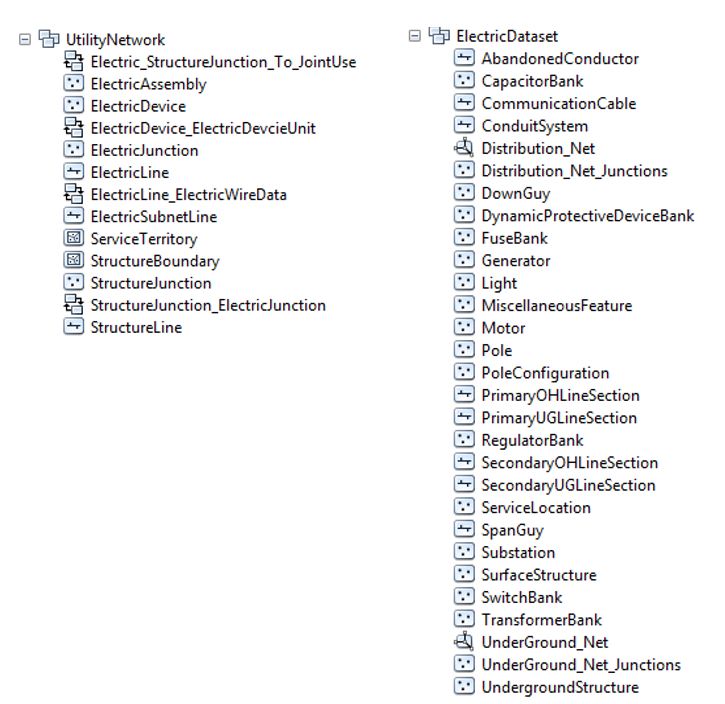 UtilityNetwork
Electric_StructureJunction_To_JointUse
ElectricAssembly
ElectricDevice
ElectricDevice_ElectricDevcieUnit
ElectricJunction
ElectricLine
ElectricLine_ElectricWireData
ElectricSubnetLine
ServiceTerritory
StructureBoundary
StructureJunction
StructureJunction_ElectricJunction
StructureLine
ElectricDataset
AbandonedConductor
CapacitorBank
CommunicationCable
ConduitSystem
Distribution_Net
Distribution_Net_Junctions
DownGuy
DynamicProtectiveDeviceBank
FuseBank
Generator
Light
MiscellaneousFeature
Motor
Pole
PoleConfiguration
PrimaryOHLineSection
PrimaryUGLineSection
RegulatorBank
SecondaryOHLineSection
SecondaryUGLineSection
ServiceLocation
SpanGuy
Substation
SurfaceStructure
SwitchBank
TransformerBank
UnderGround_Net
UnderGround_Net_Junctions
UndergroundStructure